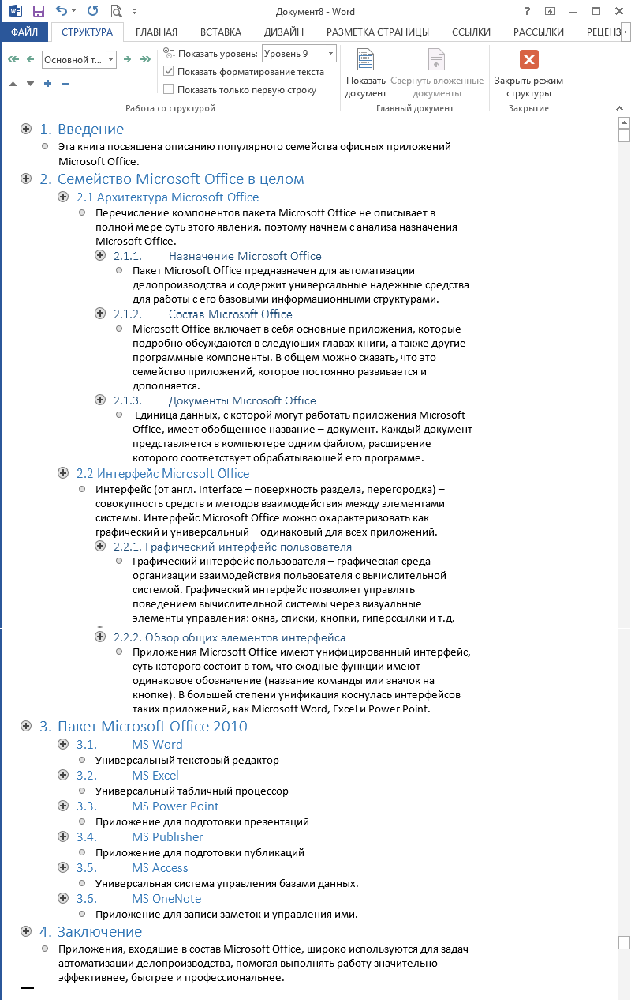 Документ8 - Word
ФАЙЛ СТРУКТУРА ГЛАВНАЯ ВСТАВКА ДИЗАЙН РАЗМЕТКА СТРАНИЦЫ ССЫЛКИ РАССЫЛКИ РЕЦЕНЗ
Основной т...
Показать уровень: Уровень 9
Показать форматирование текста
Показать только первую строку
Работа со структурой
Показать документ
Свернуть вложенные документы
Главный документ
Закрыть режим структуры
Закрытие
1. Введение
Эта книга посвящена описанию популярного семейства офисных приложений
Microsoft Office.
2. Семейство Microsoft Office в целом
2.1 Архитектура Microsoft Office
Перечисление компонентов пакета Microsoft Office не описывает в
полной мере суть этого явления. поэтому начнем с анализа назначения
Microsoft Office.
2.1.1. Назначение Microsoft Office
Пакет Microsoft Office предназначен для автоматизации
делопроизводства и содержит универсальные надежные средства
для работы с его базовыми информационными структурами.
2.1.2. Состав Microsoft Office
Microsoft Office включает в себя основные приложения, которые
подробно обсуждаются в следующих главах книги, а также другие
программные компоненты. В общем можно сказать, что это
семейство приложений, которое постоянно развивается и
дополняется.
2.1.3. Документы Microsoft Office
Единица данных, с которой могут работать приложения Microsoft
Office, имеет обобщенное название – документ. Каждый документ
представляется в компьютере одним файлом, расширение
которого соответствует обрабатывающей его программе.
2.2 Интерфейс Microsoft Office
Интерфейс (от англ. Interface – поверхность раздела, перегородка) –
совокупность средств и методов взаимодействия между элементами
системы. Интерфейс Microsoft Office можно охарактеризовать как
графический и универсальный – одинаковый для всех приложений.
2.2.1. Графический интерфейс пользователя
Графический интерфейс пользователя – графическая среда
организации взаимодействия пользователя с вычислительной
системой. Графический интерфейс позволяет управлять
поведением вычислительной системы через визуальные
элементы управления: окна, списки, кнопки, гиперссылки и т.д.
2.2.2. Обзор общих элементов интерфейса
Приложения Microsoft Office имеют унифицированный интерфейс,
суть которого состоит в том, что сходные функции имеют
одинаковое обозначение (название команды или значок на
кнопке). В большей степени унификация коснулась интерфейсов
таких приложений, как Microsoft Word, Excel и Power Point.
3. Пакет Microsoft Office 2010
3.1. MS Word
Универсальный текстовый редактор
3.2. MS Excel
Универсальный табличный процессор
3.3. MS Power Point
Приложение для подготовки презентаций
3.4. MS Publisher
Приложение для подготовки публикаций
3.5. MS Access
Универсальная система управления базами данных.
3.6. MS OneNote
Приложение для записи заметок и управления ими.
4. Заключение
Приложения, входящие в состав Microsoft Office, широко используются для задач
автоматизации делопроизводства, помогая выполнять работу значительно
эффективнее, быстрее и профессиональнее.